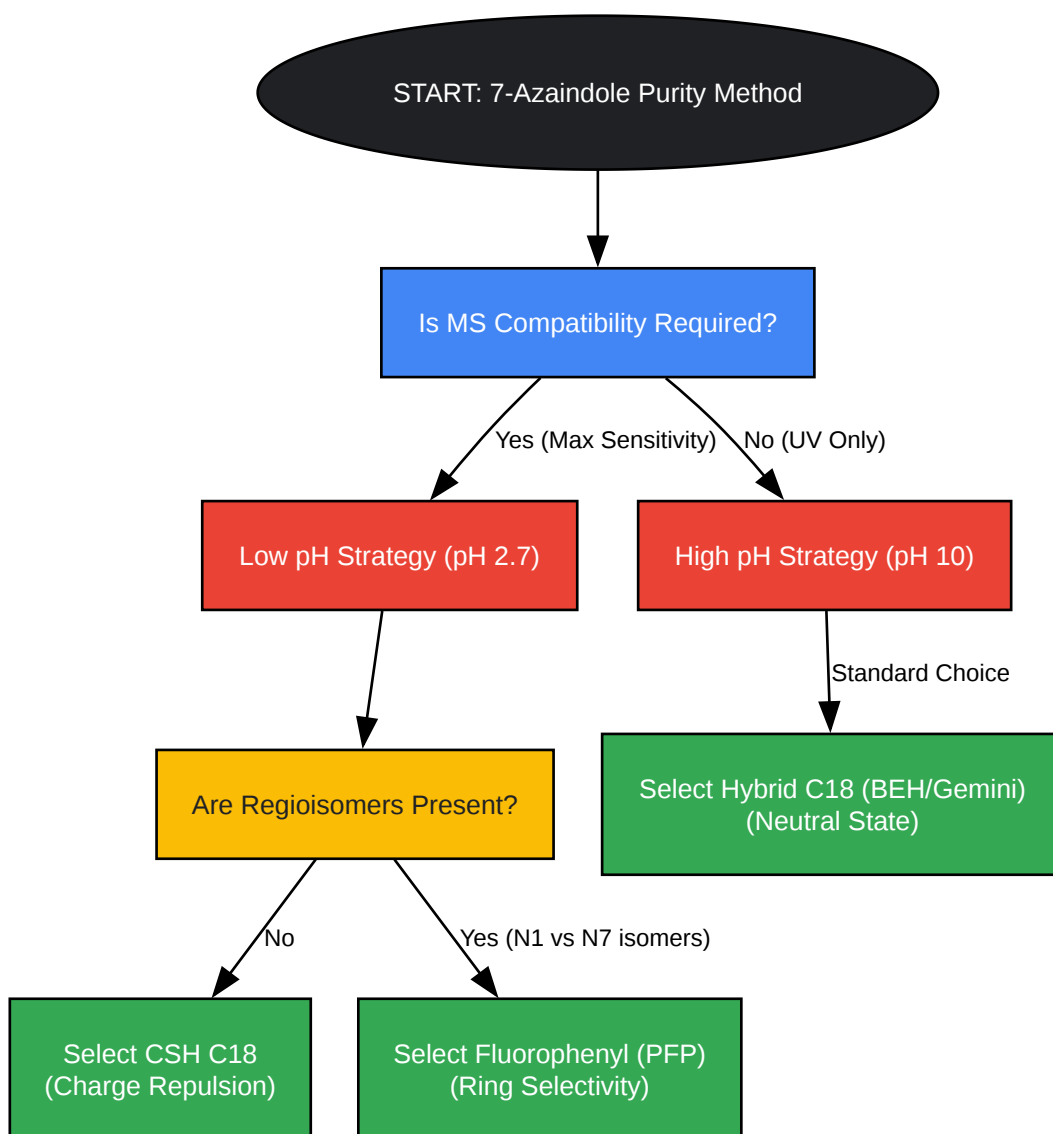 START: 7-Azaindole Purity Method
Is MS Compatibility Required?
Yes (Max Sensitivity)
No (UV Only)
Low pH Strategy (pH 2.7)
High pH Strategy (pH 10)
Standard Choice
Select Hybrid C18 (BEH/Gemini)
(Neutral State)
Are Regioisomers Present?
No
Yes (N1 vs N7 isomers)
Select CSH C18
(Charge Repulsion)
Select Fluorophenyl (PFP)
(Ring Selectivity)